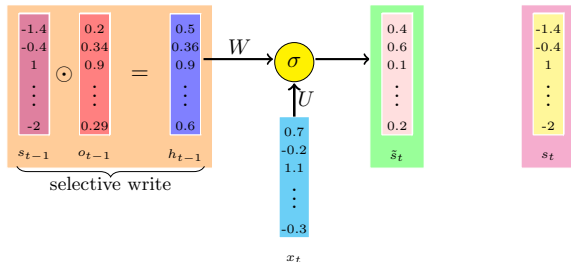 -1.4 0.2 0.5 0.4 -1.4
-0.4 0.34 0.36 W 0.6 -0.4
1 ⊙ 0.9 = 0.9 σ 0.1 1
⋮ ⋮ ⋮ ⋮ ⋮
U
-2 0.29 0.6 0.2 -2
s_{t−1} o_{t−1} h_{t−1} s̃_t s_t
selective write
0.7
-0.2
1.1
⋮
-0.3
x_t